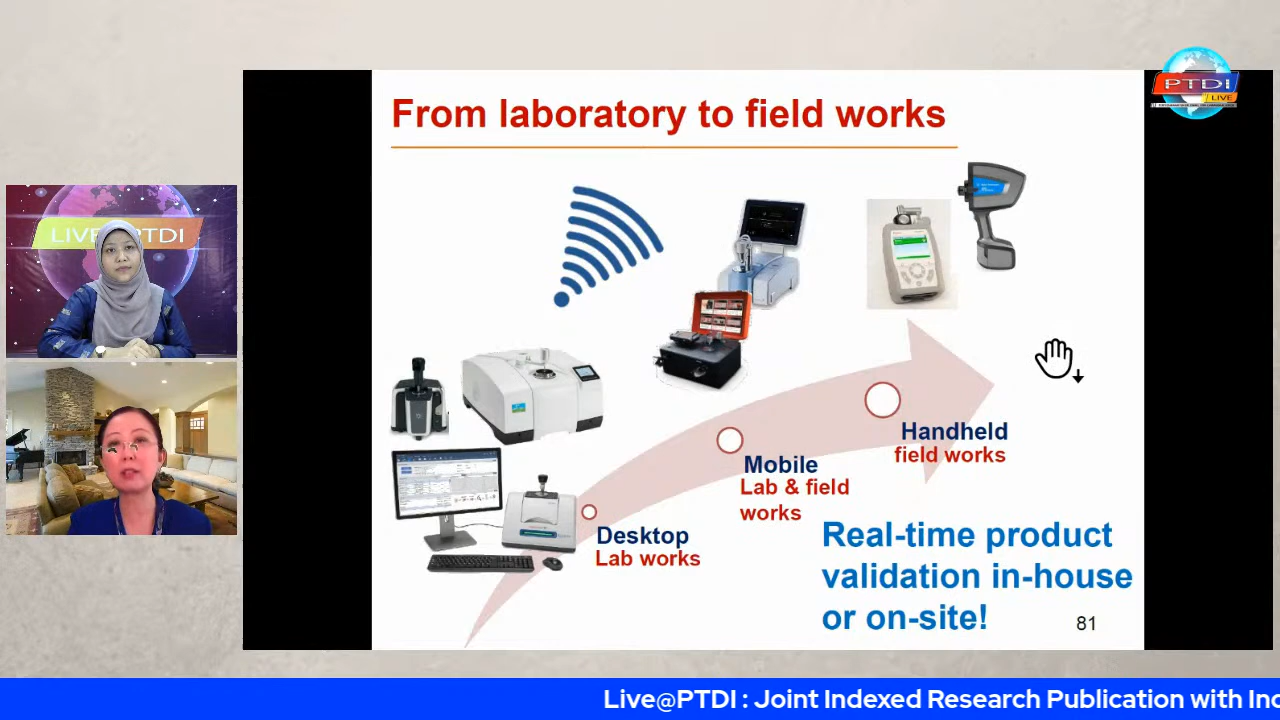 From laboratory to field works
PTDI
LIVE
LIVE@PTDI
Handheld
field works
Mobile
Lab & field
works
Desktop
Lab works
Real-time product
validation in-house
or on-site!
81
Live@PTDI : Joint Indexed Research Publication with Inc